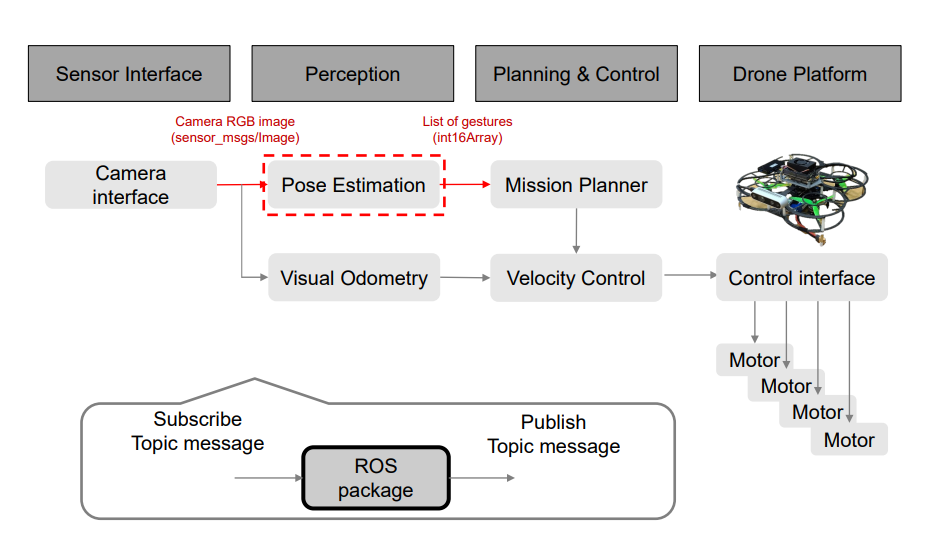 Sensor Interface
Perception
Planning & Control
Drone Platform
Camera RGB image
(sensor_msgs/Image)
List of gestures
(int16Array)
Camera
interface
Pose Estimation
Mission Planner
Visual Odometry
Velocity Control
Control interface
Motor
Motor
Motor
Motor
Subscribe
Topic message
Publish
Topic message
ROS
package